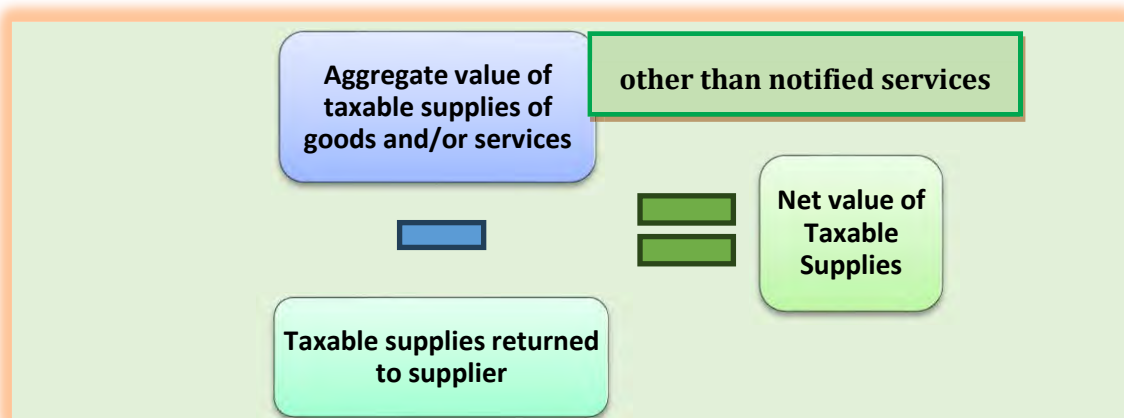 Aggregate value of
taxable supplies of
goods and/or services
other than notified services
Net value of
Taxable
Supplies
Taxable supplies returned
to supplier